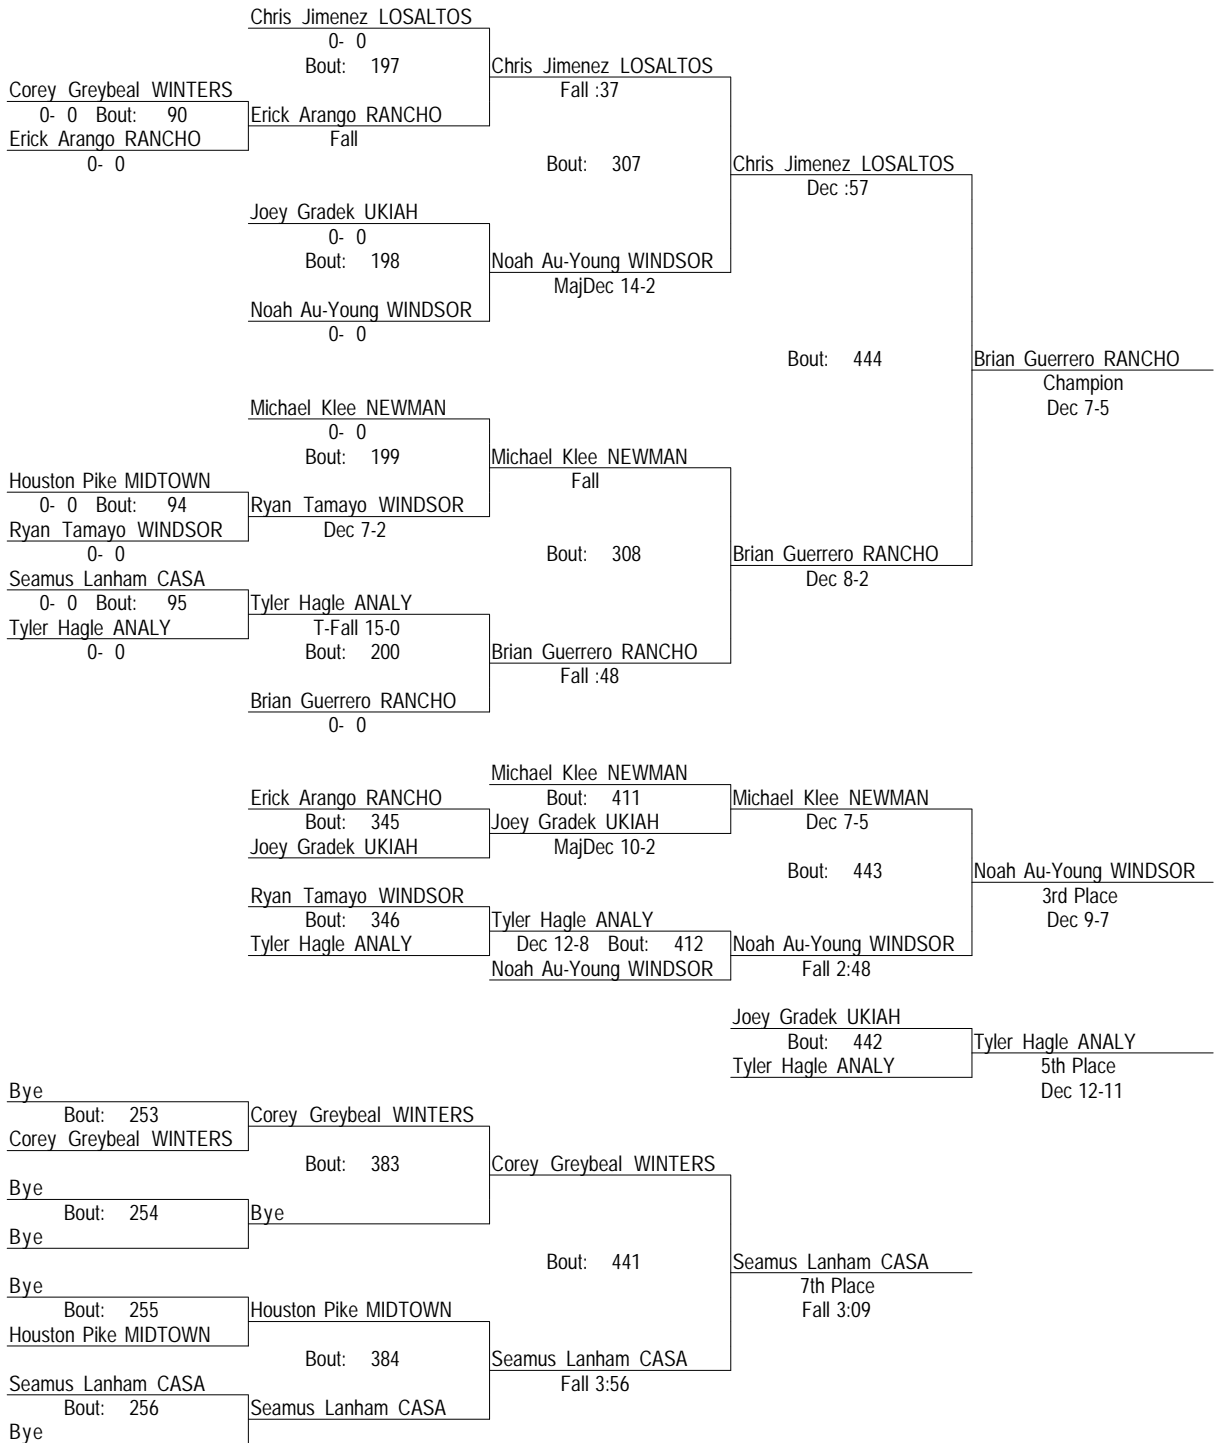 Chris Jimenez LOSALTOS
0- 0
Bout: 197 Chris Jimenez LOSALTOS
Corey Greybeal WINTERS Fall :37
0- 0 Bout: 90 Erick Arango RANCHO
Erick Arango RANCHO Fall
0- 0 Bout: 307 Chris Jimenez LOSALTOS
Dec :57
Joey Gradek UKIAH
0- 0
Bout: 198 Noah Au-Young WINDSOR
MajDec 14-2
Noah Au-Young WINDSOR
0- 0
Bout: 444 Brian Guerrero RANCHO
Champion
Michael Klee NEWMAN Dec 7-5
0- 0
Bout: 199 Michael Klee NEWMAN
Houston Pike MIDTOWN Fall
0- 0 Bout: 94 Ryan Tamayo WINDSOR
Ryan Tamayo WINDSOR Dec 7-2
0- 0 Bout: 308 Brian Guerrero RANCHO
Seamus Lanham CASA Dec 8-2
0- 0 Bout: 95 Tyler Hagle ANALY
Tyler Hagle ANALY T-Fall 15-0
0- 0 Bout: 200 Brian Guerrero RANCHO
Fall :48
Brian Guerrero RANCHO
0- 0
Michael Klee NEWMAN
Erick Arango RANCHO Bout: 411 Michael Klee NEWMAN
Bout: 345 Joey Gradek UKIAH Dec 7-5
Joey Gradek UKIAH MajDec 10-2
Bout: 443 Noah Au-Young WINDSOR
Ryan Tamayo WINDSOR 3rd Place
Bout: 346 Tyler Hagle ANALY Dec 9-7
Tyler Hagle ANALY Dec 12-8 Bout: 412 Noah Au-Young WINDSOR
Noah Au-Young WINDSOR Fall 2:48
Joey Gradek UKIAH
Bout: 442 Tyler Hagle ANALY
Tyler Hagle ANALY 5th Place
Bye Dec 12-11
Bout: 253 Corey Greybeal WINTERS
Corey Greybeal WINTERS
Bout: 383 Corey Greybeal WINTERS
Bye
Bout: 254 Bye
Bye
Bout: 441 Seamus Lanham CASA
Bye 7th Place
Bout: 255 Houston Pike MIDTOWN Fall 3:09
Houston Pike MIDTOWN
Bout: 384 Seamus Lanham CASA
Seamus Lanham CASA Fall 3:56
Bout: 256 Seamus Lanham CASA
Bye